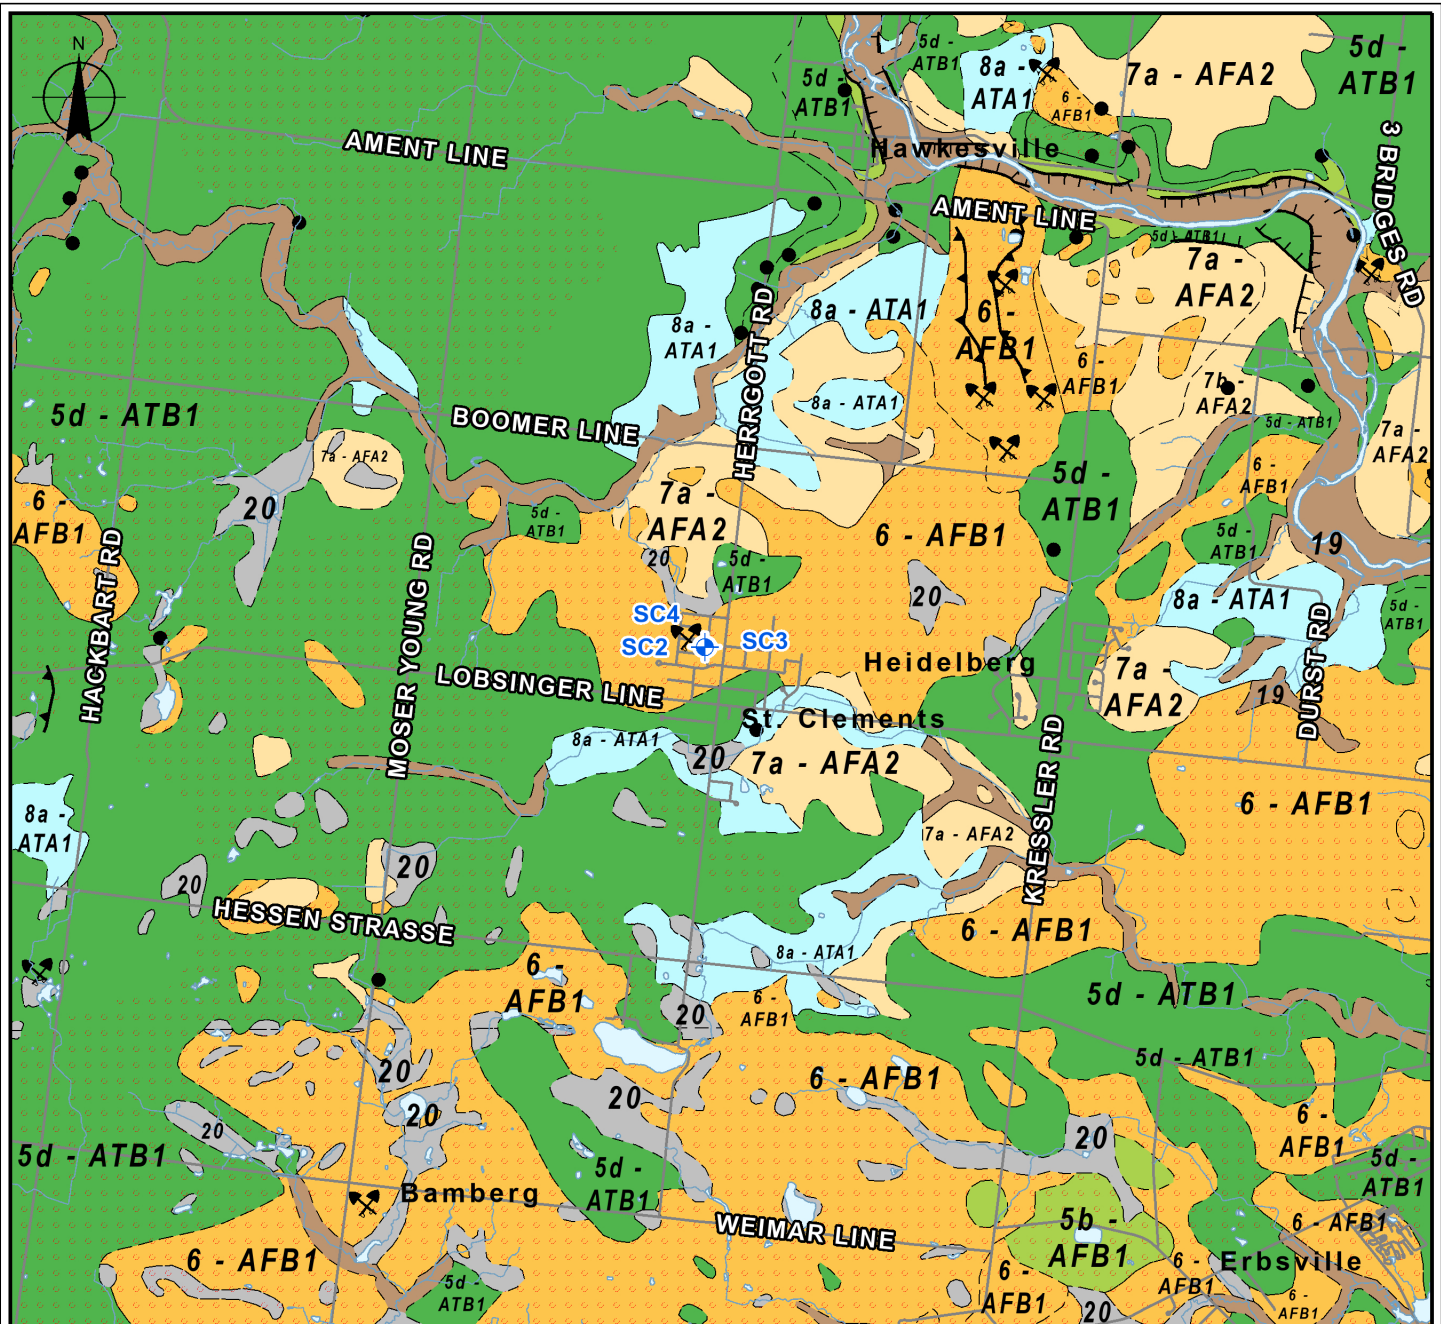 N
5d -
ATB1
5d -
ATB1
8a -
ATA1
6 -
AFB1
7a - AFA2
5d -
ATB1
AMENT LINE
Hawkesville
3 BRIDGES RD
AMENT LINE
5d - ATB1
7a -
AFA2
8a - ATA1
8a -
ATA1
HERRGOTT RD
6 -
AFB1
6 -
AFB1
7b -
AFA2
8a - ATA1
5d - ATB1
5d - ATB1
BOOMER LINE
7a - AFA2
7a -
AFA2
6 -
AFB1
20
6 -
AFB1
7a -
AFA2
5d -
ATB1
5d -
ATB1
6 - AFB1
5d -
ATB1
19
HACKBART RD
MOSER YOUNG RD
20
5d -
ATB1
20
8a - ATA1
5d -
ATB1
SC4
SC2
SC3
DURST RD
Heidelberg
7a -
AFA2
19
LOBSINGER LINE
St. Clements
8a - ATA1
20
7a - AFA2
KRESSLER RD
6 - AFB1
8a -
ATA1
7a - AFA2
20
20
HESSEN STRASSE
6 - AFB1
8a - ATA1
6 -
AFB1
6 -
AFB1
5d - ATB1
20
5d - ATB1
20
6 - AFB1
20
20
6 -
AFB1
20
20
5d - ATB1
5d -
ATB1
5d -
ATB1
Bamberg
WEIMAR LINE
5b -
AFB1
6 - AFB1
6 - AFB1
Erbsville
5d -
ATB1
6 -
AFB1
6 -
AFB1
6 -
AFB1
20